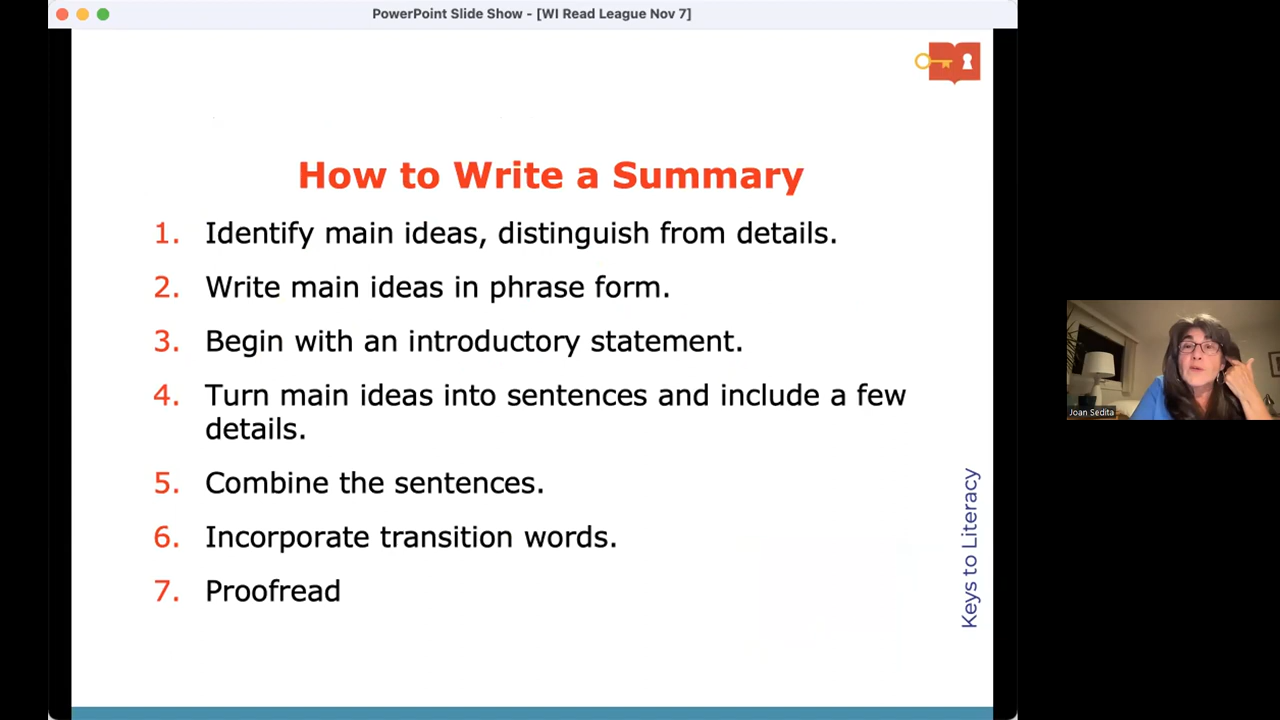 PowerPoint Slide Show - [WI Read League Nov 7]
How to Write a Summary
1. Identify main ideas, distinguish from details.
2. Write main ideas in phrase form.
3. Begin with an introductory statement.
4. Turn main ideas into sentences and include a few
details.
5. Combine the sentences.
6. Incorporate transition words.
7. Proofread
Keys to Literacy
Joan Sedita